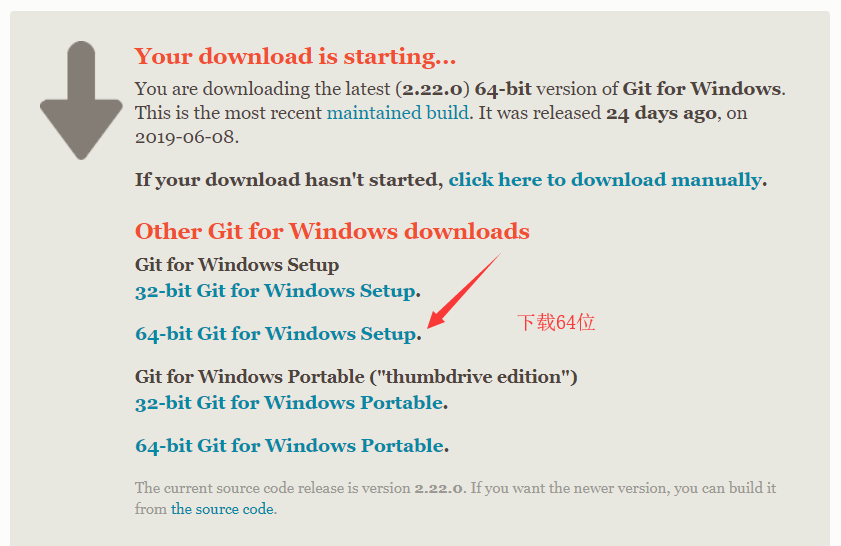 Your download is starting...
You are downloading the latest (2.22.0) 64-bit version of Git for Windows.
This is the most recent maintained build. It was released 24 days ago, on
2019-06-08.
If your download hasn't started, click here to download manually.
Other Git for Windows downloads
Git for Windows Setup
32-bit Git for Windows Setup.
64-bit Git for Windows Setup.
下载64位
Git for Windows Portable ("thumbdrive edition")
32-bit Git for Windows Portable.
64-bit Git for Windows Portable.
The current source code release is version 2.22.0. If you want the newer version, you can build it
from the source code.